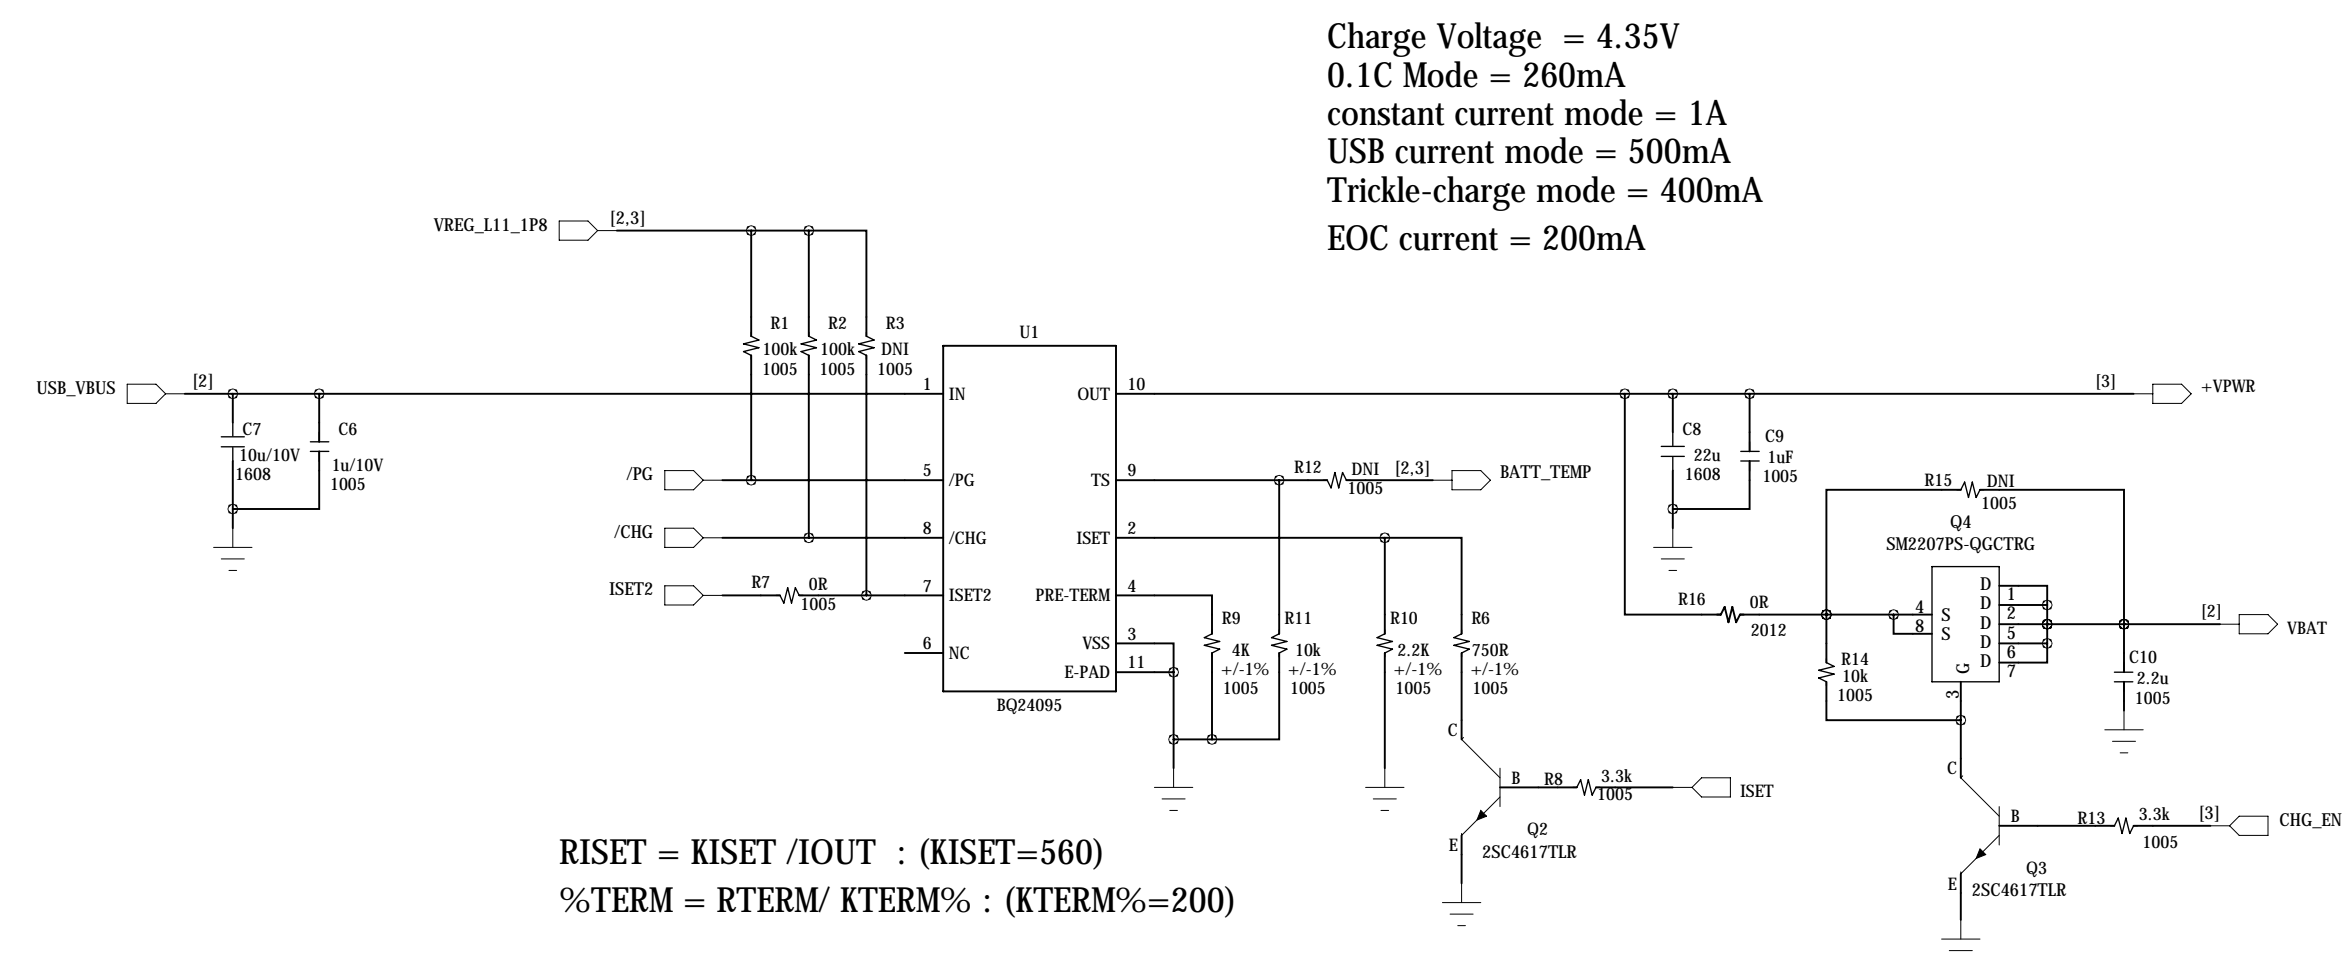 Charge Voltage = 4.35V
0.1C Mode = 260mA
constant current mode = 1A
USB current mode = 500mA
Trickle-charge mode = 400mA
EOC current = 200mA
VREG_L11_1P8 [2,3]
R1 R2 R3
100k 100k DNI
1005 1005 1005
U1
USB_VBUS [2]
1 IN
OUT 10
[3] +VPWR
C7
10u/10V
1608
C6
1u/10V
1005
C8
22u
1608
C9
1uF
1005
/PG
5 /PG
TS 9
R12 DNI [2,3] BATT_TEMP
1005
/CHG
8 /CHG
ISET 2
ISET2 R7 0R
1005
7 ISET2
PRE-TERM 4
6 NC
VSS 3
E-PAD 11
BQ24095
R9
4K
+/-1%
1005
R11
10k
+/-1%
1005
R10
2.2K
+/-1%
1005
R6
750R
+/-1%
1005
R15 DNI
1005
Q4
SM2207PS-QGCTRG
R16 0R
2012
4 S
8 S
D
D 1
D 2
D 5
D 6
7
G
3
[2] VBAT
R14
10k
1005
C10
2.2u
1005
C
B R8 3.3k ISET
1005
E
Q2
2SC4617TLR
C
B R13 3.3k [3] CHG_EN
1005
E
Q3
2SC4617TLR
RISET = KISET /IOUT : (KISET=560)
%TERM = RTERM/ KTERM% : (KTERM%=200)